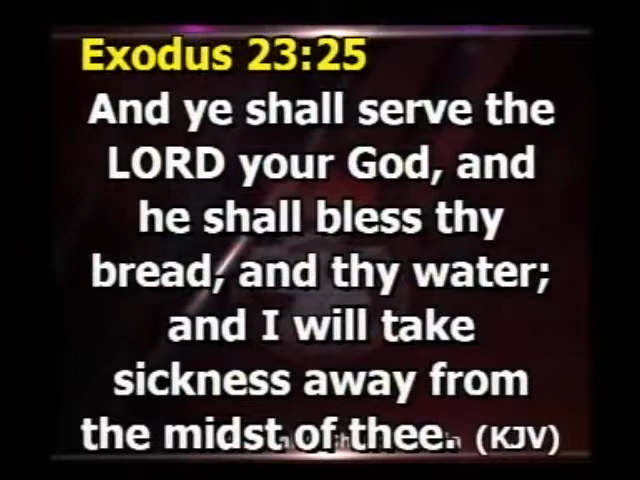 Exodus 23:25
And ye shall serve the
LORD your God, and
he shall bless thy
bread, and thy water;
and I will take
sickness away from
the midst of thee. (KJV)